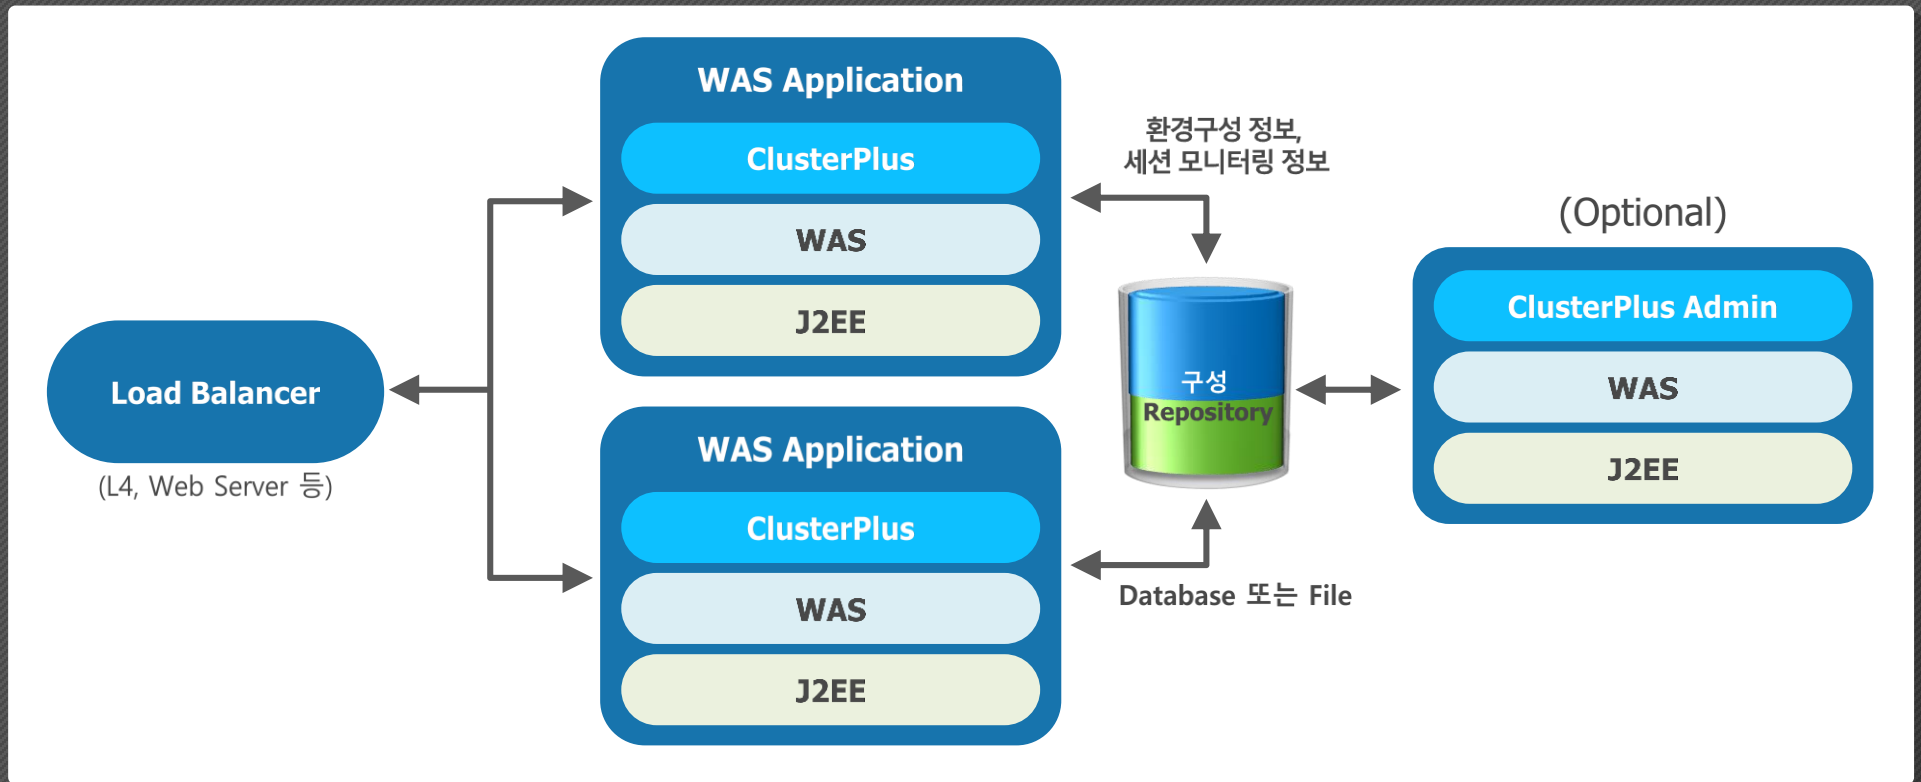 WAS Application
ClusterPlus
WAS
J2EE
Load Balancer
(L4, Web Server 등)
WAS Application
ClusterPlus
WAS
J2EE
환경구성 정보,
세션 모니터링 정보
구성
Repository
Database 또는 File
(Optional)
ClusterPlus Admin
WAS
J2EE